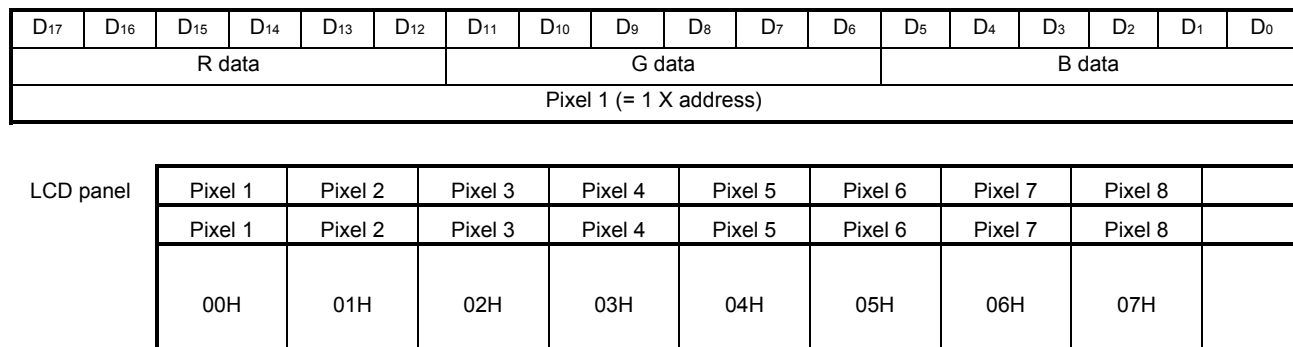 D17 D16 D15 D14 D13 D12 D11 D10 D9 D8 D7 D6 D5 D4 D3 D2 D1 D0
R data G data B data
Pixel 1 (= 1 X address)
LCD panel Pixel 1 Pixel 2 Pixel 3 Pixel 4 Pixel 5 Pixel 6 Pixel 7 Pixel 8
Pixel 1 Pixel 2 Pixel 3 Pixel 4 Pixel 5 Pixel 6 Pixel 7 Pixel 8
00H 01H 02H 03H 04H 05H 06H 07H